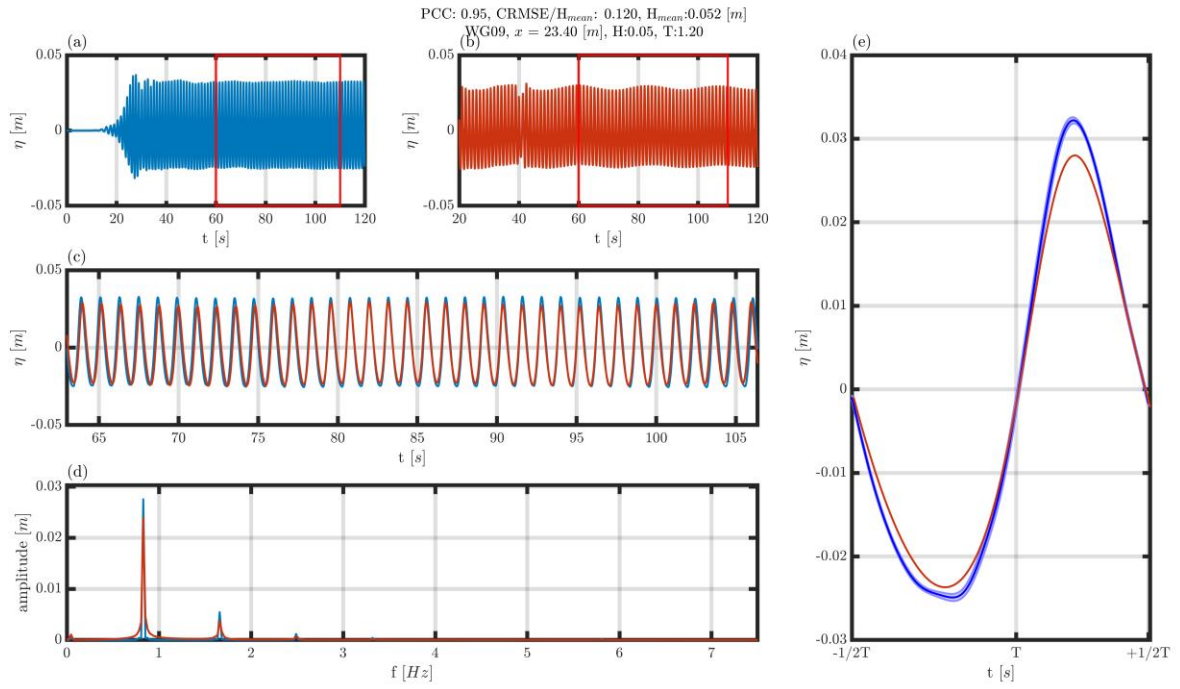 PCC: 0.95, CRMSE/H_mean: 0.120, H_mean:0.052 [m]
WG09, x = 23.40 [m], H:0.05, T:1.20
(a)
0.05
0
-0.05
η [m]
0 20 40 60 80 100 120
t [s]
(b)
0.05
0
-0.05
η [m]
20 40 60 80 100 120
t [s]
(c)
0.05
0
-0.05
η [m]
65 70 75 80 85 90 95 100 105
t [s]
(d)
0.03
0.02
0.01
0
amplitude [m]
0 1 2 3 4 5 6 7
f [Hz]
(e)
0.04
0.03
0.02
0.01
0
-0.01
-0.02
-0.03
η [m]
-1/2T T +1/2T
t [s]